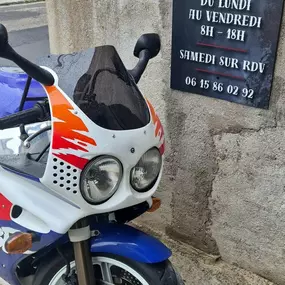 DU LUNDI
AU VENDREDI
8H - 18H
SAMEDI SUR RDV
06 15 86 02 92